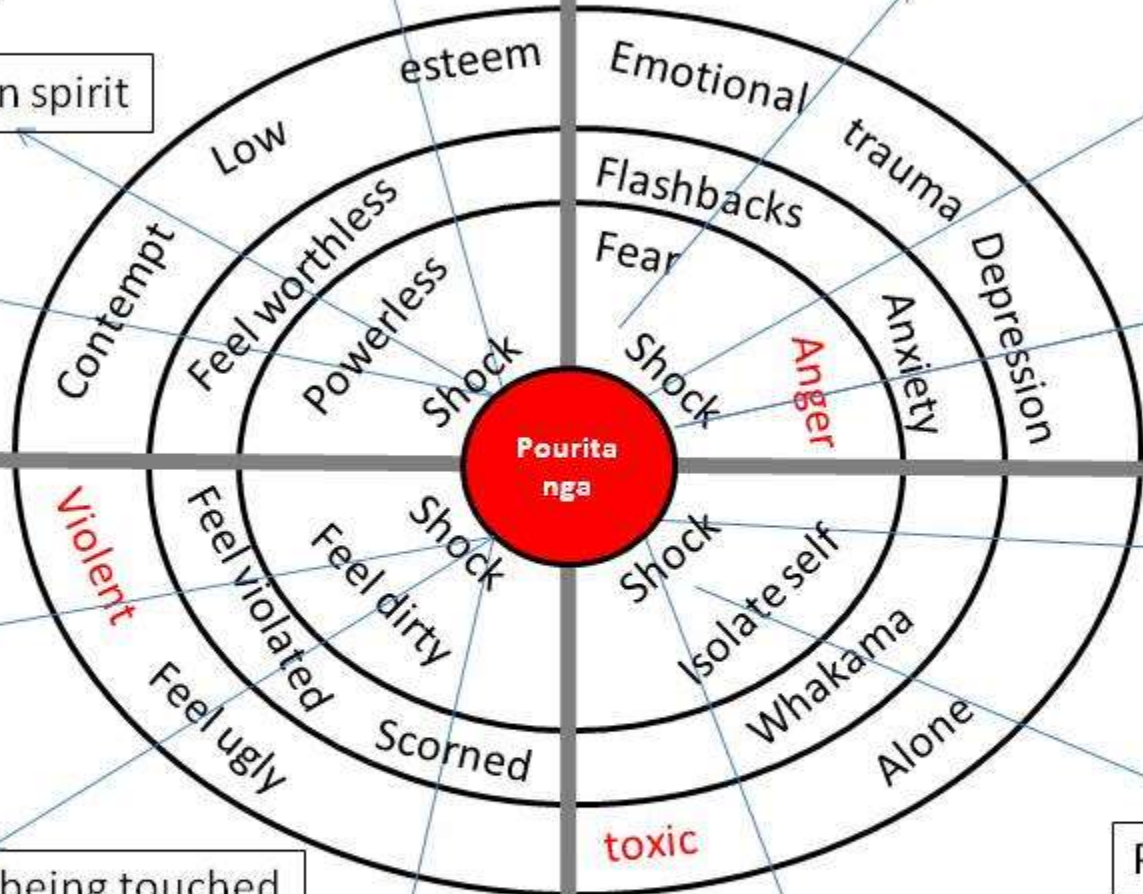 esteem
Emotional
n spirit
Low
trauma
Flashbacks
Feel worthless
Contempt
Fear
Depression
Powerless
Anxiety
Shock
Shock
Anger
Pourita
nga
Violent
Feel violated
Shock
Shock
Feel dirty
Isolate self
Whakama
Feel ugly
Scorned
Alone
toxic
being touched